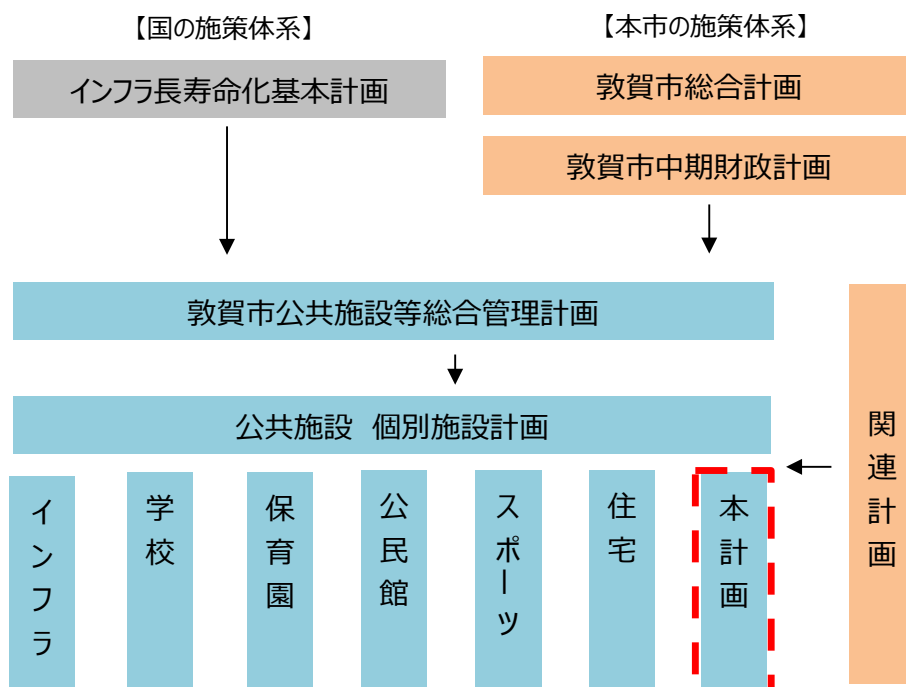 【国の施策体系】
【本市の施策体系】
インフラ長寿命化基本計画
敦賀市総合計画
敦賀市中期財政計画
敦賀市公共施設等総合管理計画
公共施設 個別施設計画
インフラ
学校
保育園
公民館
スポーツ
住宅
本計画
関連計画